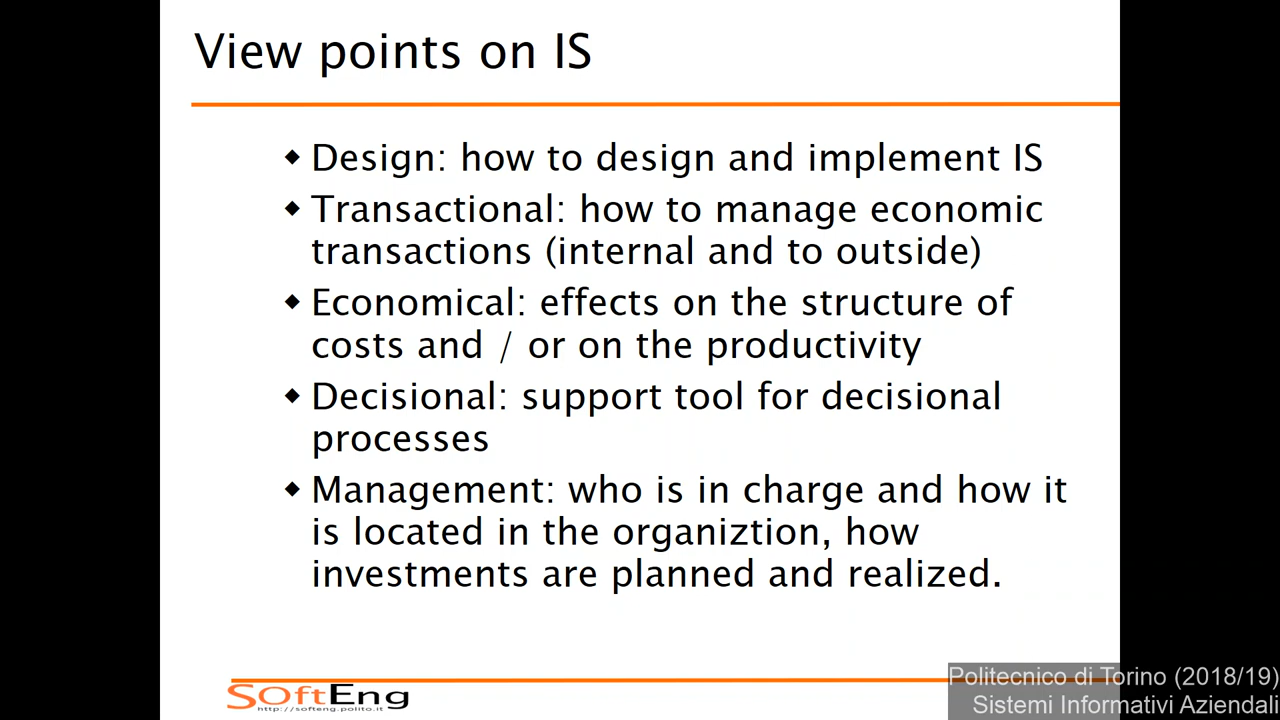 View points on IS
Design: how to design and implement IS
Transactional: how to manage economic
transactions (internal and to outside)
Economical: effects on the structure of
costs and / or on the productivity
Decisional: support tool for decisional
processes
Management: who is in charge and how it
is located in the organiztion, how
investments are planned and realized.
SOftEng
http://softeng.polito.it
Politecnico di Torino (2018/19)
Sistemi Informativi Aziendali